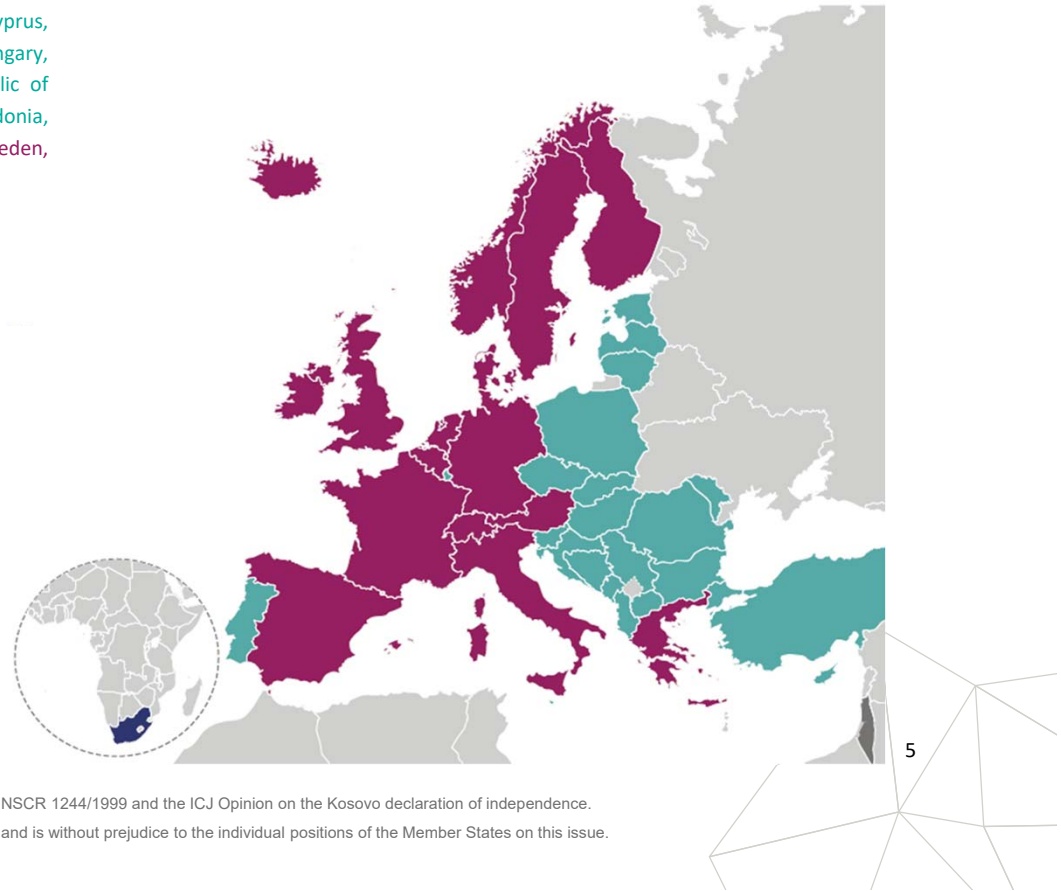 yprus,
ngary,
lic of
donia,
eden,
5
NSCR 1244/1999 and the ICJ Opinion on the Kosovo declaration of independence.
and is without prejudice to the individual positions of the Member States on this issue.